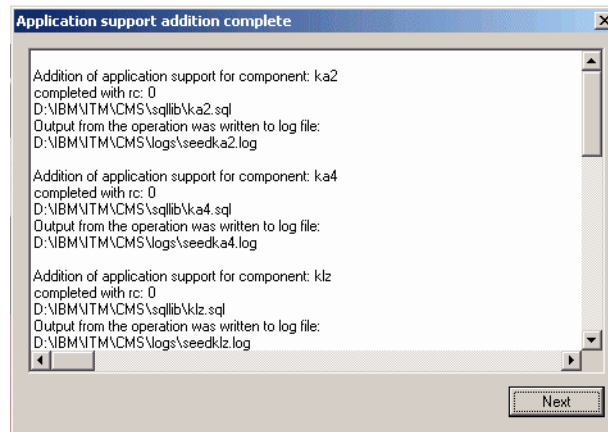 Application support addition complete
Addition of application support for component: ka2
completed with rc: 0
D:\IBM\ITM\CMS\sqllib\ka2.sql
Output from the operation was written to log file:
D:\IBM\ITM\CMS\logs\seedka2.log
Addition of application support for component: ka4
completed with rc: 0
D:\IBM\ITM\CMS\sqllib\ka4.sql
Output from the operation was written to log file:
D:\IBM\ITM\CMS\logs\seedka4.log
Addition of application support for component: klz
completed with rc: 0
D:\IBM\ITM\CMS\sqllib\klz.sql
Output from the operation was written to log file:
D:\IBM\ITM\CMS\logs\seedklz.log
Next